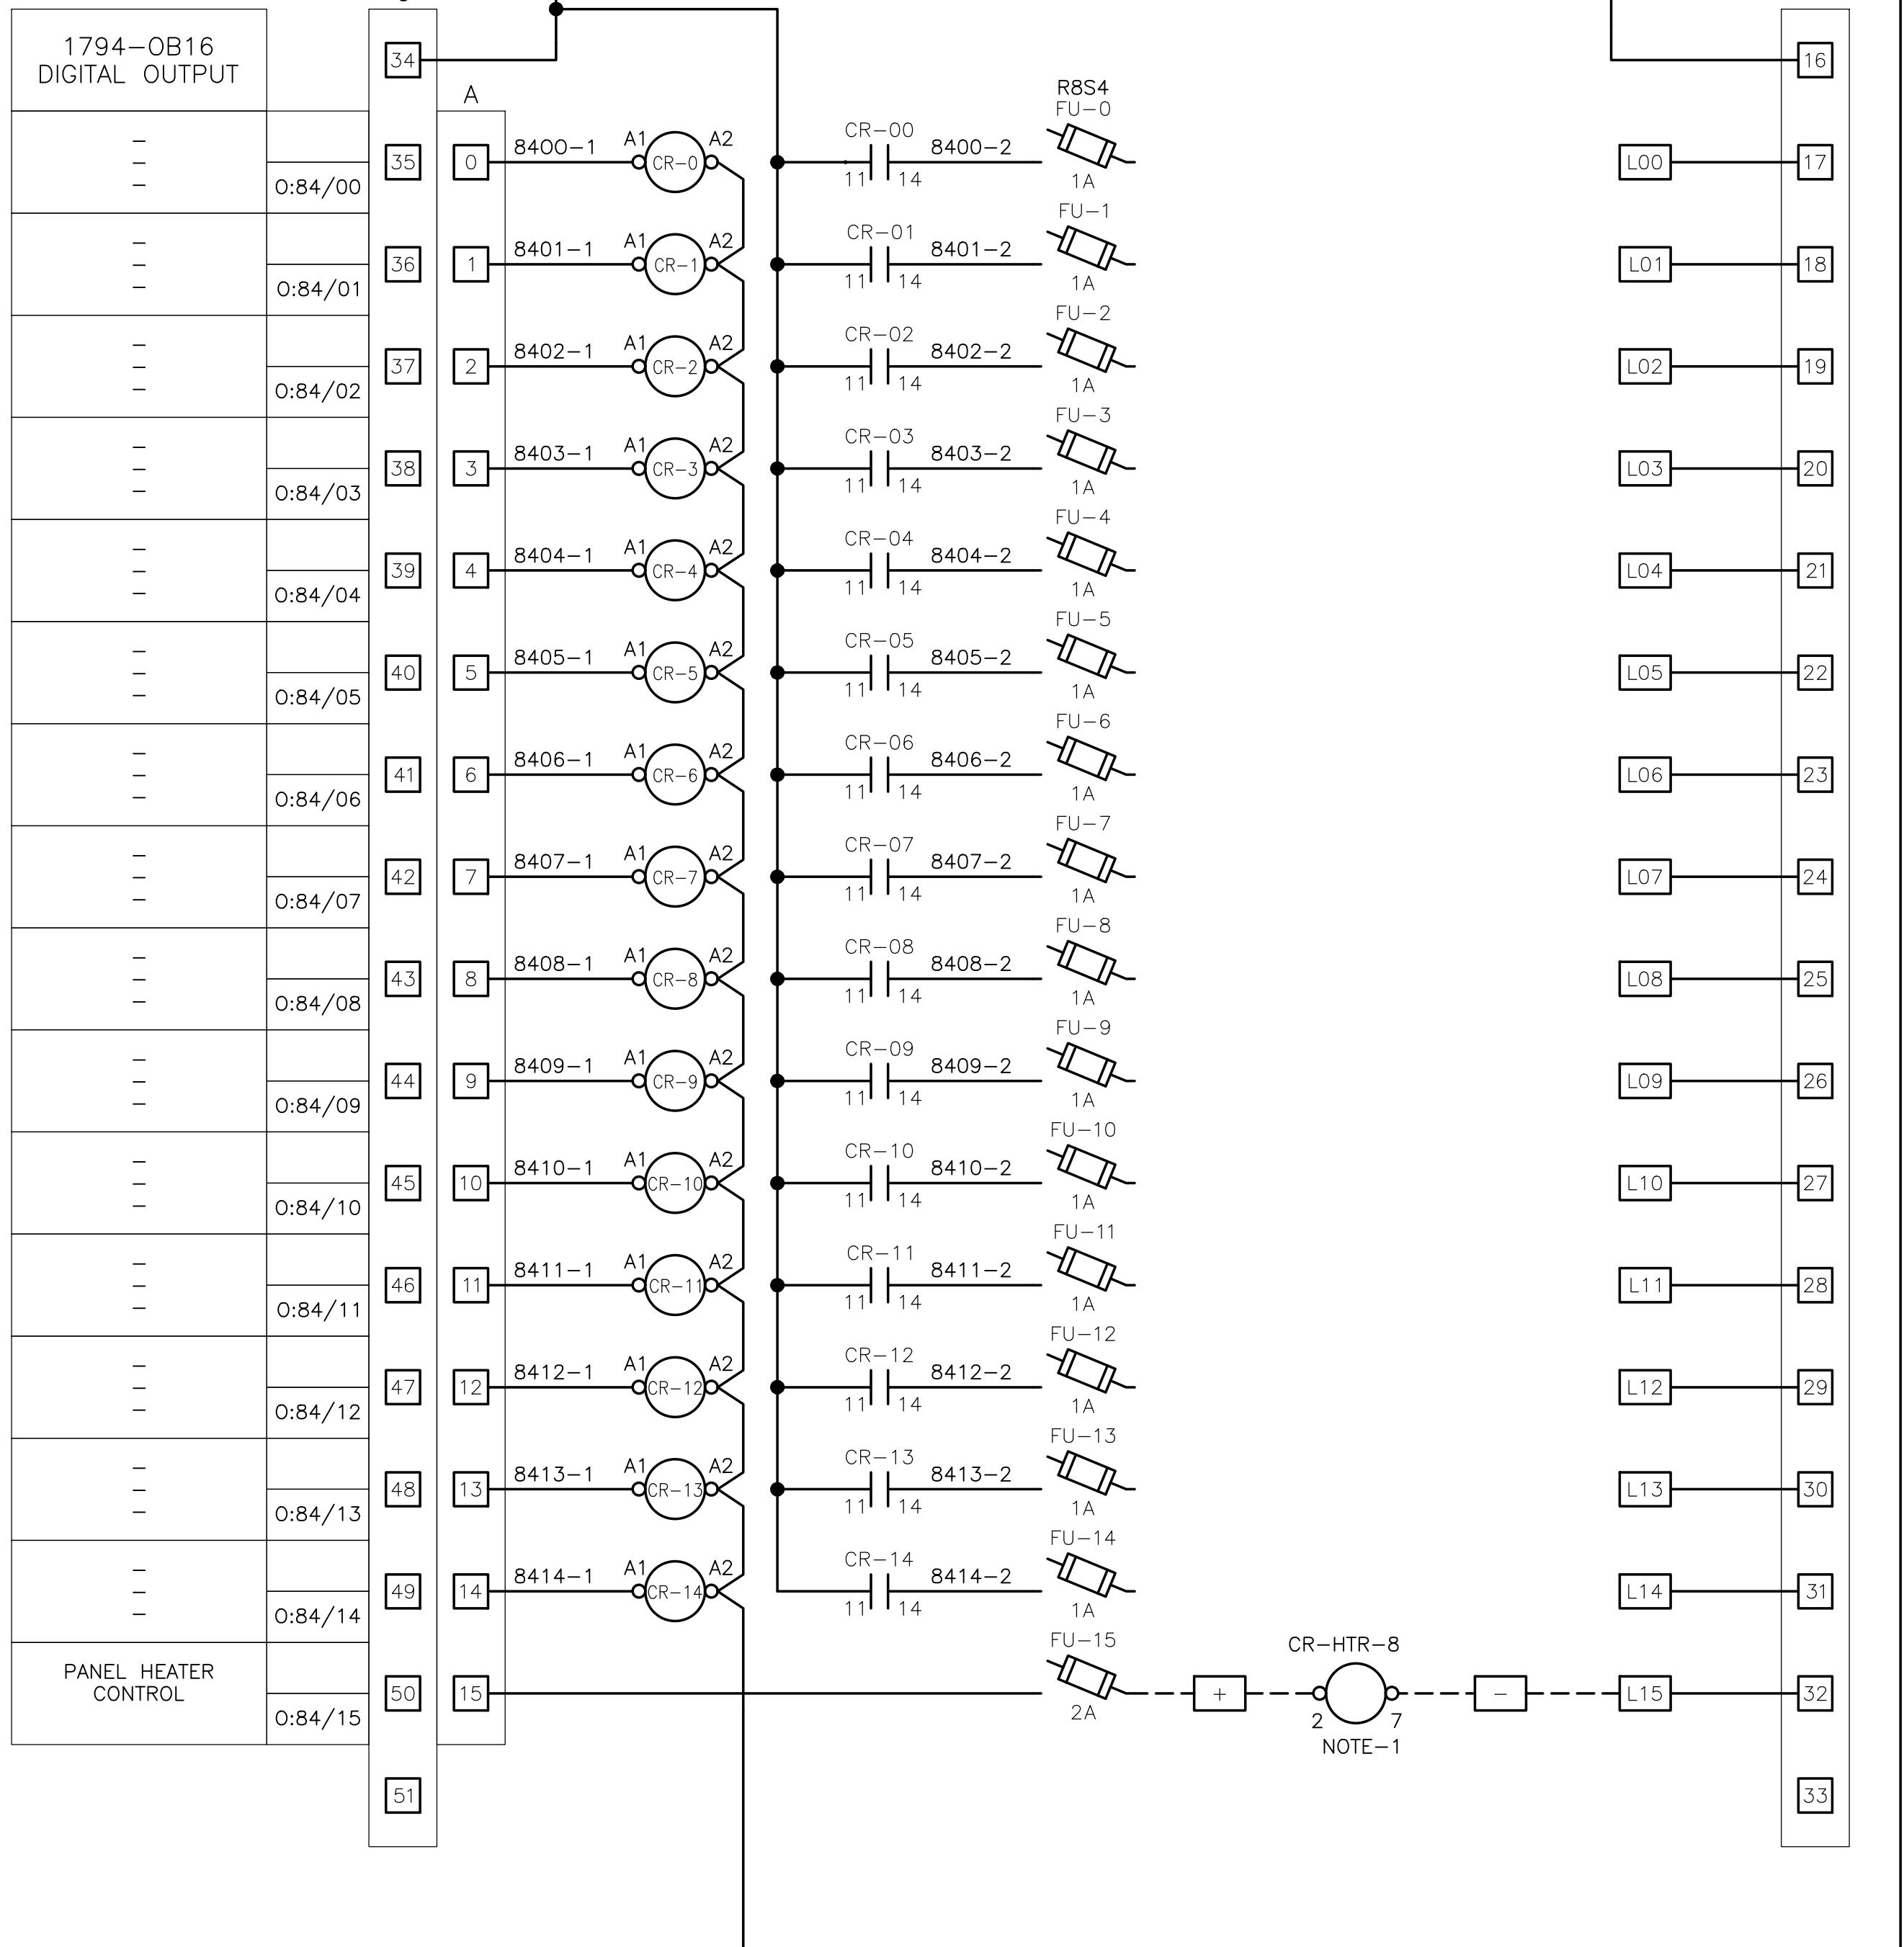 1794-OB16
DIGITAL OUTPUT
34
16
A
R8S4
FU-0
CR-00
35 0 8400-1 A1 CR-0 A2 8400-2 L00 17
O:84/00 11 14 1A
FU-1
CR-01
36 1 8401-1 A1 CR-1 A2 8401-2 L01 18
O:84/01 11 14 1A
FU-2
CR-02
37 2 8402-1 A1 CR-2 A2 8402-2 L02 19
O:84/02 11 14 1A
FU-3
CR-03
38 3 8403-1 A1 CR-3 A2 8403-2 L03 20
O:84/03 11 14 1A
FU-4
CR-04
39 4 8404-1 A1 CR-4 A2 8404-2 L04 21
O:84/04 11 14 1A
FU-5
CR-05
40 5 8405-1 A1 CR-5 A2 8405-2 L05 22
O:84/05 11 14 1A
FU-6
CR-06
41 6 8406-1 A1 CR-6 A2 8406-2 L06 23
O:84/06 11 14 1A
FU-7
CR-07
42 7 8407-1 A1 CR-7 A2 8407-2 L07 24
O:84/07 11 14 1A
FU-8
CR-08
43 8 8408-1 A1 CR-8 A2 8408-2 L08 25
O:84/08 11 14 1A
FU-9
CR-09
44 9 8409-1 A1 CR-9 A2 8409-2 L09 26
O:84/09 11 14 1A
FU-10
CR-10
45 10 8410-1 A1 CR-10 A2 8410-2 L10 27
O:84/10 11 14 1A
FU-11
CR-11
46 11 8411-1 A1 CR-11 A2 8411-2 L11 28
O:84/11 11 14 1A
FU-12
CR-12
47 12 8412-1 A1 CR-12 A2 8412-2 L12 29
O:84/12 11 14 1A
FU-13
CR-13
48 13 8413-1 A1 CR-13 A2 8413-2 L13 30
O:84/13 11 14 1A
FU-14
CR-14
49 14 8414-1 A1 CR-14 A2 8414-2 L14 31
O:84/14 11 14 1A
FU-15 CR-HTR-8
PANEL HEATER
CONTROL 50 15 + - L15 32
O:84/15 2A 2 7
NOTE-1
51 33